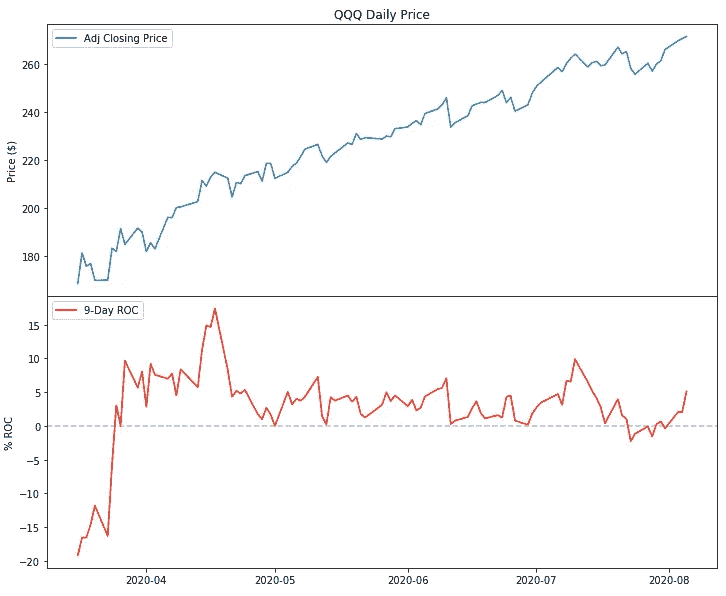 QQQ Daily Price
Adj Closing Price
Price ($)
260
240
220
200
180
9-Day ROC
% ROC
15
10
5
0
−5
−10
−15
−20
2020-04 2020-05 2020-06 2020-07 2020-08